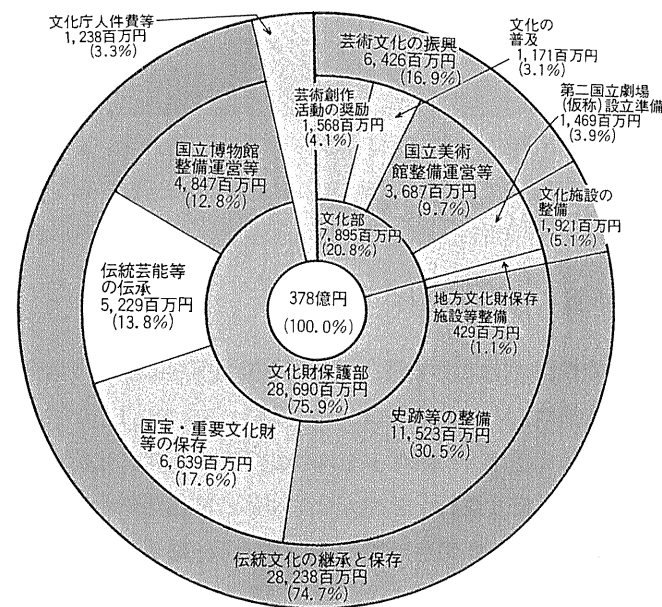 文化庁人件費等
1,238百万円
(3.3%)
芸術文化の振興
6,426百万円
(16.9%)
文化の
普及
1,171百万円
(3.1%)
第二国立劇場
(仮称)設立準備
1,469百万円
(3.9%)
芸術創作
活動の奨励
1,568百万円
(4.1%)
国立博物館
整備運営等
4,847百万円
(12.8%)
国立美術
館整備運営等
3,687百万円
(9.7%)
文化施設の
整備
1,921百万円
(5.1%)
文化部
7,895百万円
(20.8%)
伝統芸能等
の伝承
5,229百万円
(13.8%)
378億円
(100.0%)
地方文化財保存
施設等整備
429百万円
(1.1%)
文化財保護部
28,690百万円
(75.9%)
史跡等の整備
11,523百万円
(30.5%)
国宝・重要文化財
等の保存
6,639百万円
(17.6%)
伝統文化の継承と保存
28,238百万円
(74.7%)